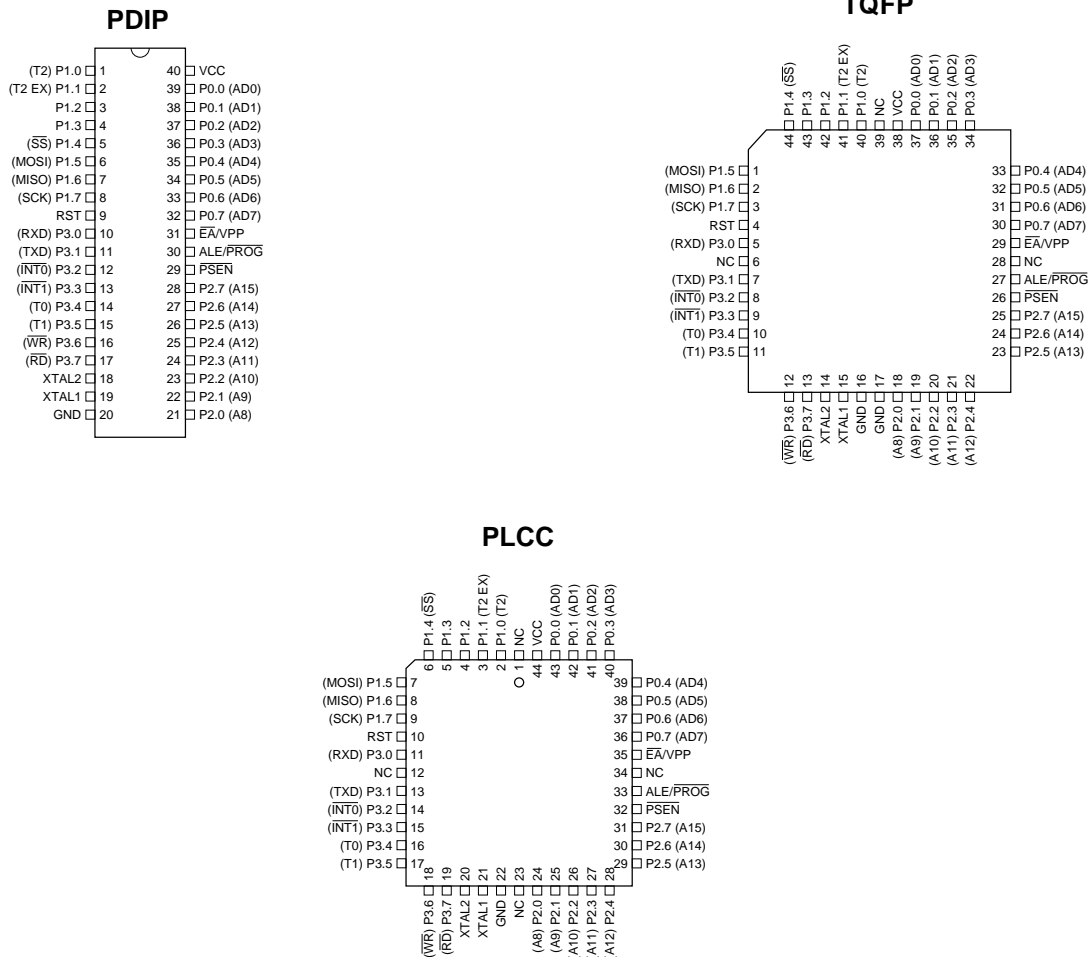 PDIP
(T2) P1.0 1 40 VCC
(T2 EX) P1.1 2 39 P0.0 (AD0)
P1.2 3 38 P0.1 (AD1)
P1.3 4 37 P0.2 (AD2)
(SS) P1.4 5 36 P0.3 (AD3)
(MOSI) P1.5 6 35 P0.4 (AD4)
(MISO) P1.6 7 34 P0.5 (AD5)
(SCK) P1.7 8 33 P0.6 (AD6)
RST 9 32 P0.7 (AD7)
(RXD) P3.0 10 31 EA/VPP
(TXD) P3.1 11 30 ALE/PROG
(INT0) P3.2 12 29 PSEN
(INT1) P3.3 13 28 P2.7 (A15)
(T0) P3.4 14 27 P2.6 (A14)
(T1) P3.5 15 26 P2.5 (A13)
(WR) P3.6 16 25 P2.4 (A12)
(RD) P3.7 17 24 P2.3 (A11)
XTAL2 18 23 P2.2 (A10)
XTAL1 19 22 P2.1 (A9)
GND 20 21 P2.0 (A8)
TQFP
44 P1.4 (SS)
43 P1.3
42 P1.2
41 P1.1 (T2 EX)
40 P1.0 (T2)
39 NC
38 VCC
37 P0.0 (AD0)
36 P0.1 (AD1)
35 P0.2 (AD2)
34 P0.3 (AD3)
(MOSI) P1.5 1 33 P0.4 (AD4)
(MISO) P1.6 2 32 P0.5 (AD5)
(SCK) P1.7 3 31 P0.6 (AD6)
RST 4 30 P0.7 (AD7)
(RXD) P3.0 5 29 EA/VPP
NC 6 28 NC
(TXD) P3.1 7 27 ALE/PROG
(INT0) P3.2 8 26 PSEN
(INT1) P3.3 9 25 P2.7 (A15)
(T0) P3.4 10 24 P2.6 (A14)
(T1) P3.5 11 23 P2.5 (A13)
(WR) P3.6 12
(RD) P3.7 13
XTAL2 14
XTAL1 15
GND 16
GND 17
(A8) P2.0 18
(A9) P2.1 19
(A10) P2.2 20
(A11) P2.3 21
(A12) P2.4 22
PLCC
6 P1.4 (SS)
5 P1.3
4 P1.2
3 P1.1 (T2 EX)
2 P1.0 (T2)
1 NC
44 VCC
43 P0.0 (AD0)
42 P0.1 (AD1)
41 P0.2 (AD2)
40 P0.3 (AD3)
(MOSI) P1.5 7 39 P0.4 (AD4)
(MISO) P1.6 8 38 P0.5 (AD5)
(SCK) P1.7 9 37 P0.6 (AD6)
RST 10 36 P0.7 (AD7)
(RXD) P3.0 11 35 EA/VPP
NC 12 34 NC
(TXD) P3.1 13 33 ALE/PROG
(INT0) P3.2 14 32 PSEN
(INT1) P3.3 15 31 P2.7 (A15)
(T0) P3.4 16 30 P2.6 (A14)
(T1) P3.5 17 29 P2.5 (A13)
(WR) P3.6 18
(RD) P3.7 19
XTAL2 20
XTAL1 21
GND 22
NC 23
(A8) P2.0 24
(A9) P2.1 25
(A10) P2.2 26
(A11) P2.3 27
(A12) P2.4 28